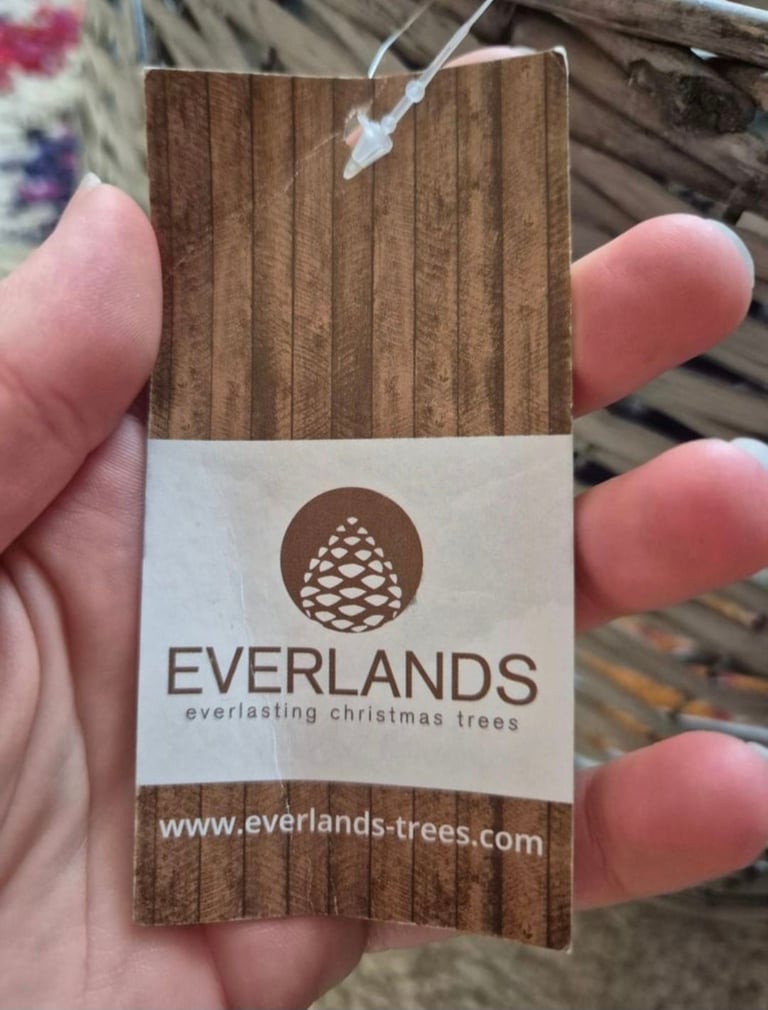 EVERLANDS
everlasting christmas trees
www.everlands-trees.com